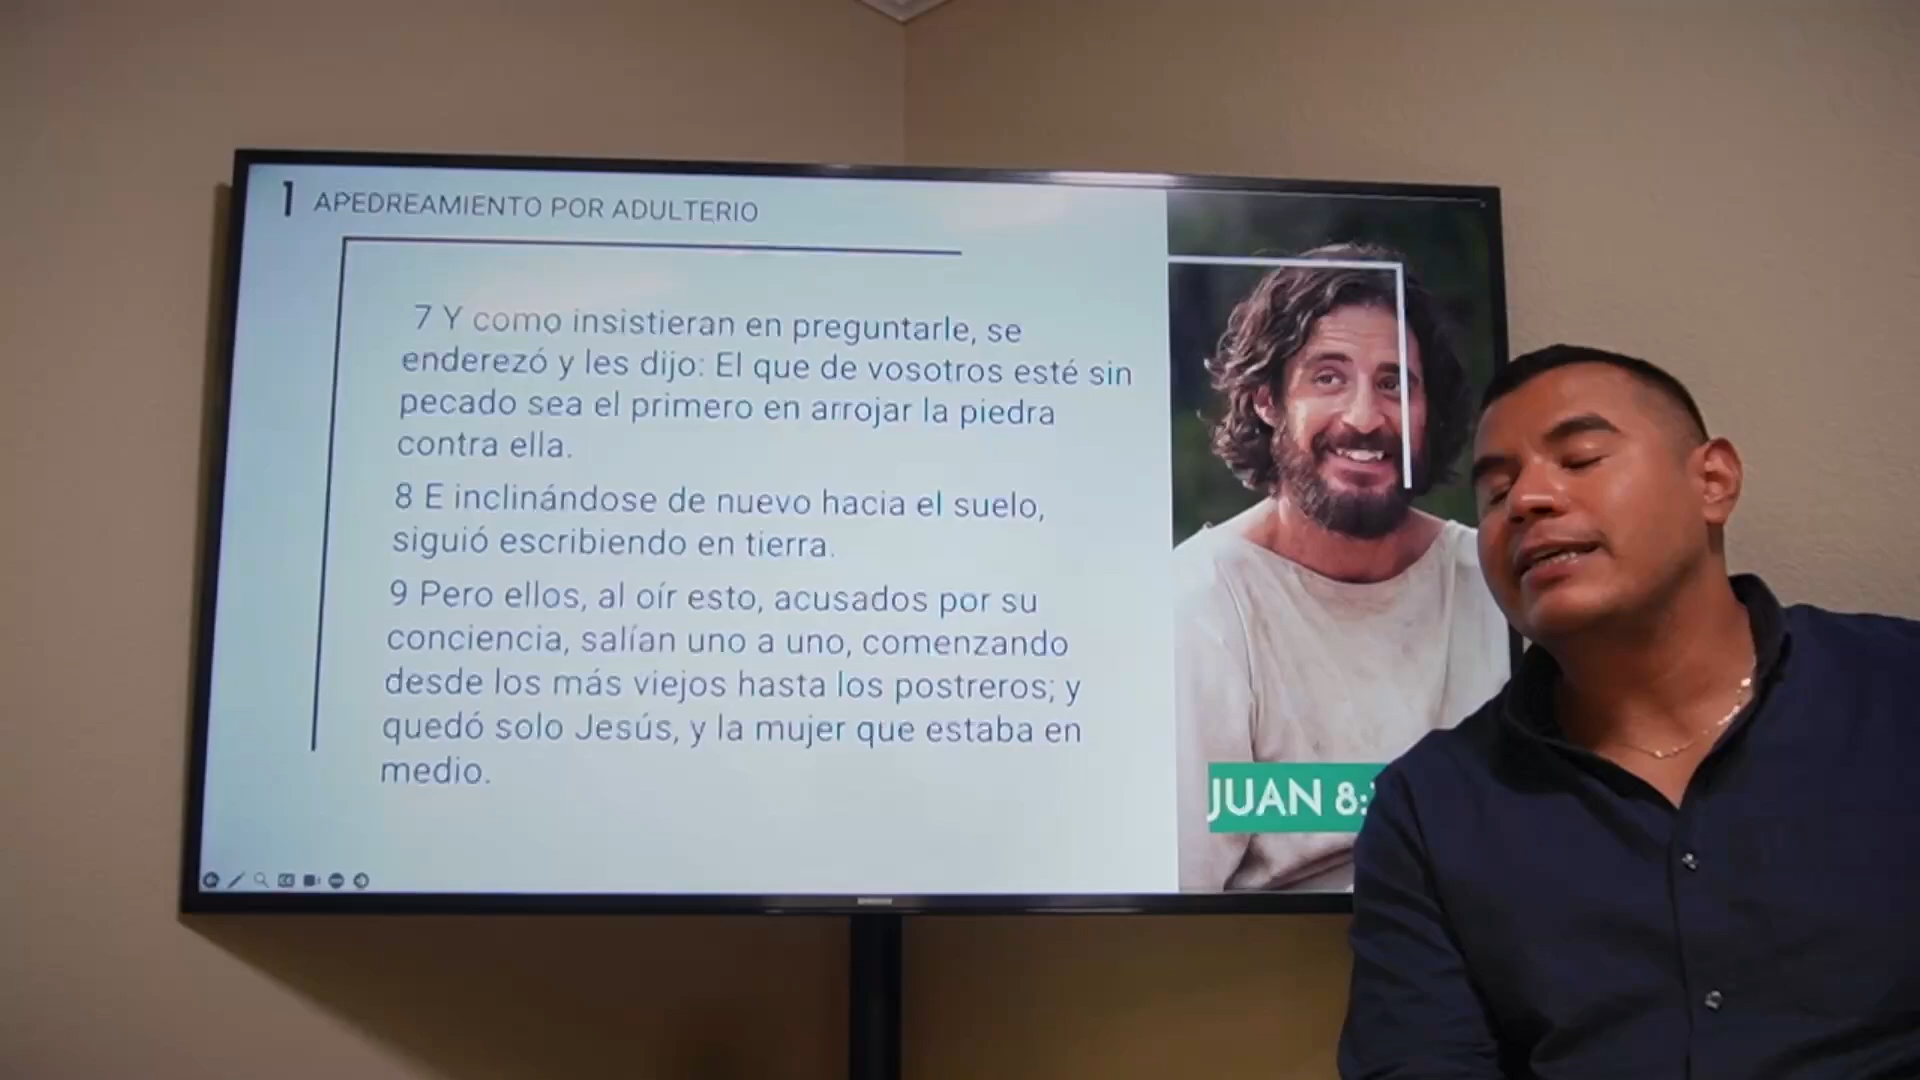 1 APEDREAMIENTO POR ADULTERIO
7 Y como insistieran en preguntarle, se
enderezó y les dijo: El que de vosotros esté sin
pecado sea el primero en arrojar la piedra
contra ella.
8 E inclinándose de nuevo hacia el suelo,
siguió escribiendo en tierra.
9 Pero ellos, al oír esto, acusados por su
conciencia, salían uno a uno, comenzando
desde los más viejos hasta los postreros; y
quedó solo Jesús, y la mujer que estaba en
medio.
JUAN 8: